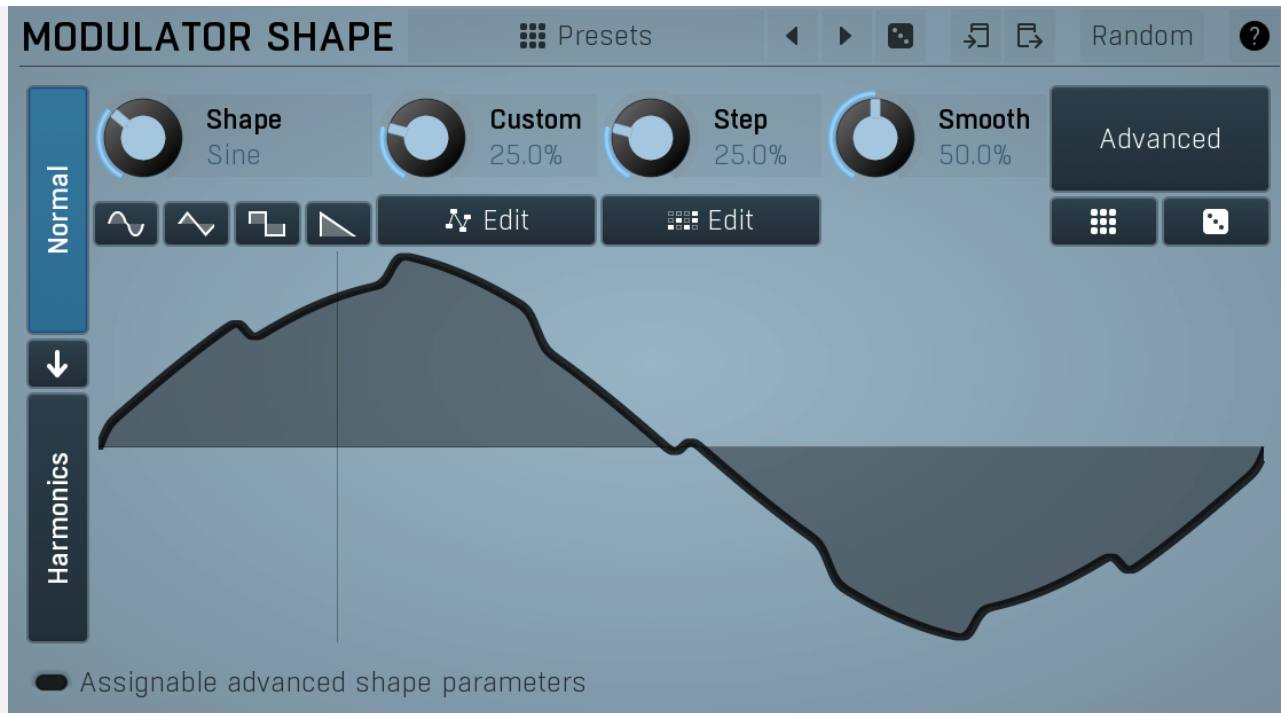 MODULATOR SHAPE Presets Random ?
Shape Custom Step Smooth
Sine 25.0% 25.0% 50.0%
Advanced
Normal
Edit Edit
Harmonics
Assignable advanced shape parameters